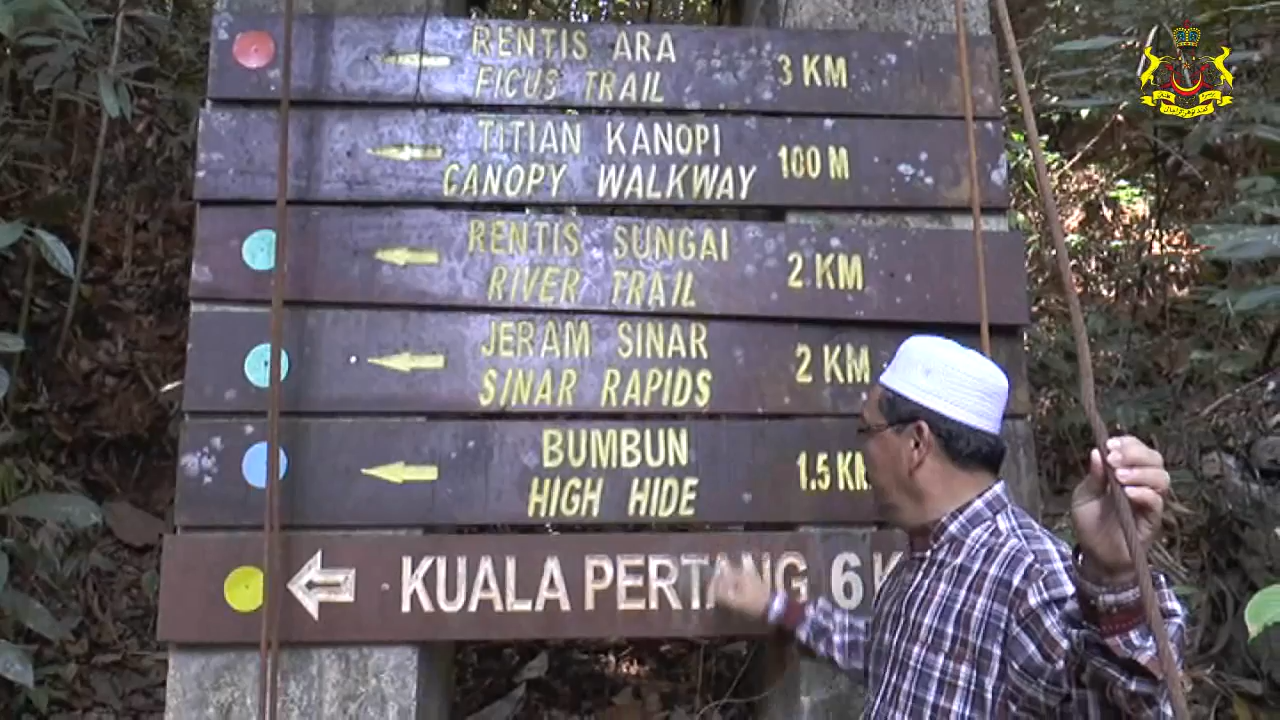 RENTIS ARA
FICUS TRAIL
3 KM
TITIAN KANOPI
CANOPY WALKWAY
100 M
RENTIS SUNGAI
RIVER TRAIL
2 KM
JERAM SINAR
SINAR RAPIDS
2 KM
BUMBUN
HIGH HIDE
1.5 KM
KUALA PERTANG 6 K